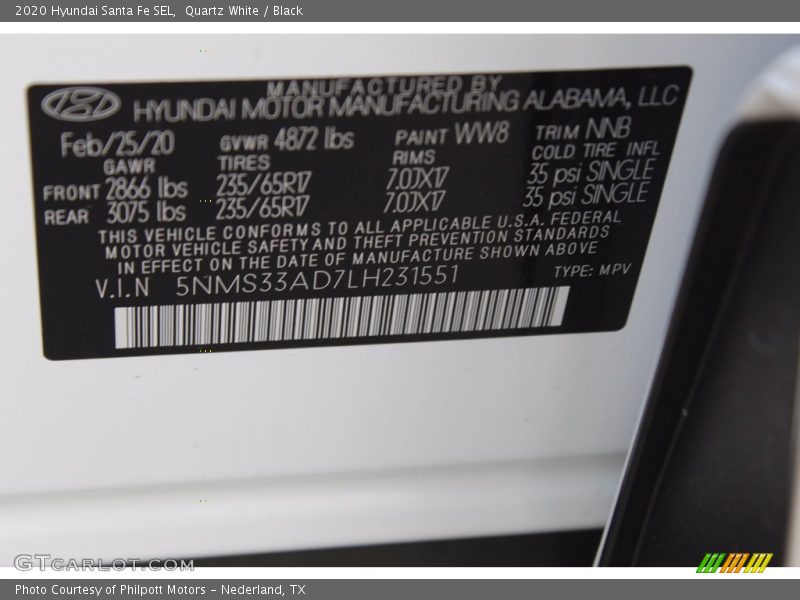 2020 Hyundai Santa Fe SEL, Quartz White / Black
MANUFACTURED BY
HYUNDAI MOTOR MANUFACTURING ALABAMA, LLC
Feb/25/20 GVWR 4872 lbs PAINT WW8 TRIM NNB
GAWR TIRES RIMS COLD TIRE INFL
FRONT 2866 lbs 235/65R17 7.0JX17 35 psi SINGLE
REAR 3075 lbs 235/65R17 7.0JX17 35 psi SINGLE
THIS VEHICLE CONFORMS TO ALL APPLICABLE U.S.A. FEDERAL
MOTOR VEHICLE SAFETY AND THEFT PREVENTION STANDARDS
IN EFFECT ON THE DATE OF MANUFACTURE SHOWN ABOVE
V.I.N 5NMS33AD7LH231551 TYPE: MPV
GTCARLOT.COM
Photo Courtesy of Philpott Motors - Nederland, TX